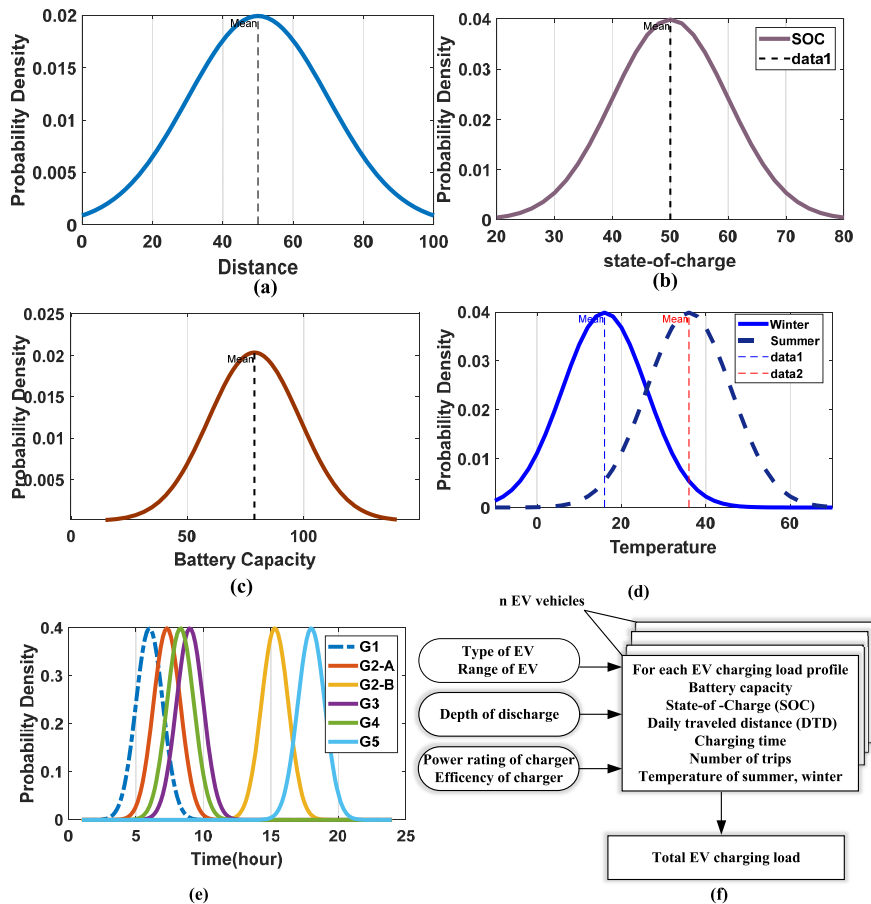 0.02
0.015
0.01
0.005
0
Probability Density
Mean
0
20
40
60
80
100
Distance
(a)
0.04
0.03
0.02
0.01
0
Probability Density
Mean
SOC
data1
20
30
40
50
60
70
80
state-of-charge
(b)
0.025
0.02
0.015
0.01
0.005
Probability Density
Mean
0
50
100
Battery Capacity
(c)
0.04
0.03
0.02
0.01
0
Probability Density
Mean
Mean
Winter
Summer
data1
data2
0
20
40
60
Temperature
(d)
0.4
0.3
0.2
0.1
0
Probability Density
G1
G2-A
G2-B
G3
G4
G5
0
5
10
15
20
25
Time(hour)
(e)
n EV vehicles
Type of EV
Range of EV
Depth of discharge
Power rating of charger
Efficency of charger
For each EV charging load profile
Battery capacity
State-of -Charge (SOC)
Daily traveled distance (DTD)
Charging time
Number of trips
Temperature of summer, winter
Total EV charging load
(f)